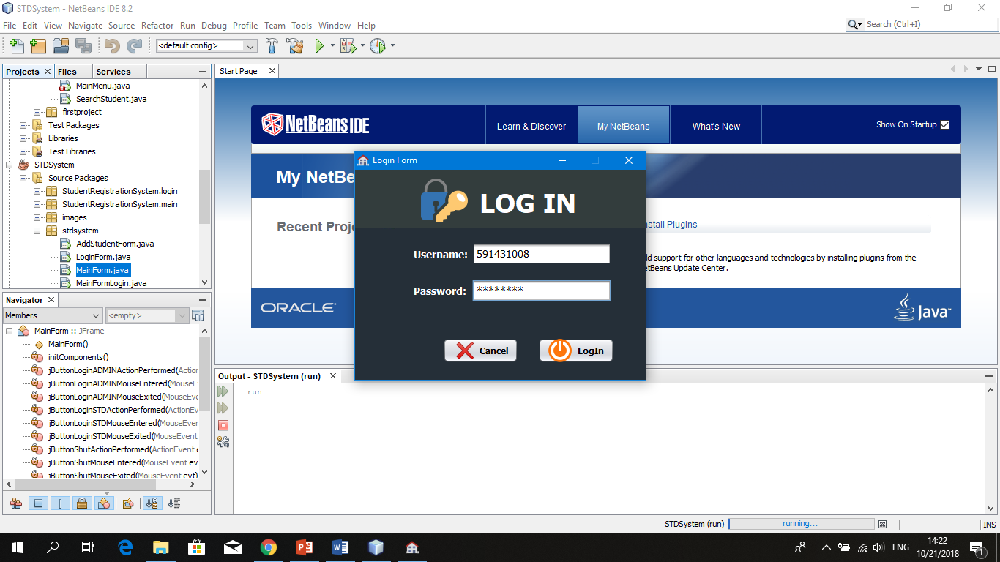 STDSystem - NetBeans IDE 8.2
File Edit View Navigate Source Refactor Run Debug Profile Team Tools Window Help
Search (Ctrl+I)
<default config>
Projects Files Services
MainMenu.java
SearchStudent.java
firstproject
Test Packages
Libraries
Test Libraries
STDSystem
Source Packages
StudentRegistrationSystem.login
StudentRegistrationSystem.main
images
stdsystem
AddStudentForm.java
LoginForm.java
MainForm.java
MainFormLogin.java
Navigator
Members <empty>
MainForm :: JFrame
MainForm()
initComponents()
jButtonLoginADMINActionPerformed(Action
jButtonLoginADMINMouseEntered(MouseEv
jButtonLoginADMINMouseExited(MouseEve
jButtonLoginSTDActionPerformed(ActionEv
jButtonLoginSTDMouseEntered(MouseEver
jButtonLoginSTDMouseExited(MouseEvent
jButtonShutActionPerformed(ActionEvent e
jButtonShutMouseEntered(MouseEvent ev
jButtonShutMouseExited(MouseEvent evt)
Start Page
NetBeans IDE
Learn & Discover
My NetBeans
What's New
Show On Startup
My NetBe
Recent Proje
nstall Plugins
ld support for other languages and technologies by installing plugins from the
etBeans Update Center.
ORACLE
Java
Login Form
LOG IN
Username: 591431008
Password: ********
Cancel
LogIn
Output - STDSystem (run)
run:
STDSystem (run) running...
INS
ENG
14:22
10/21/2018
1